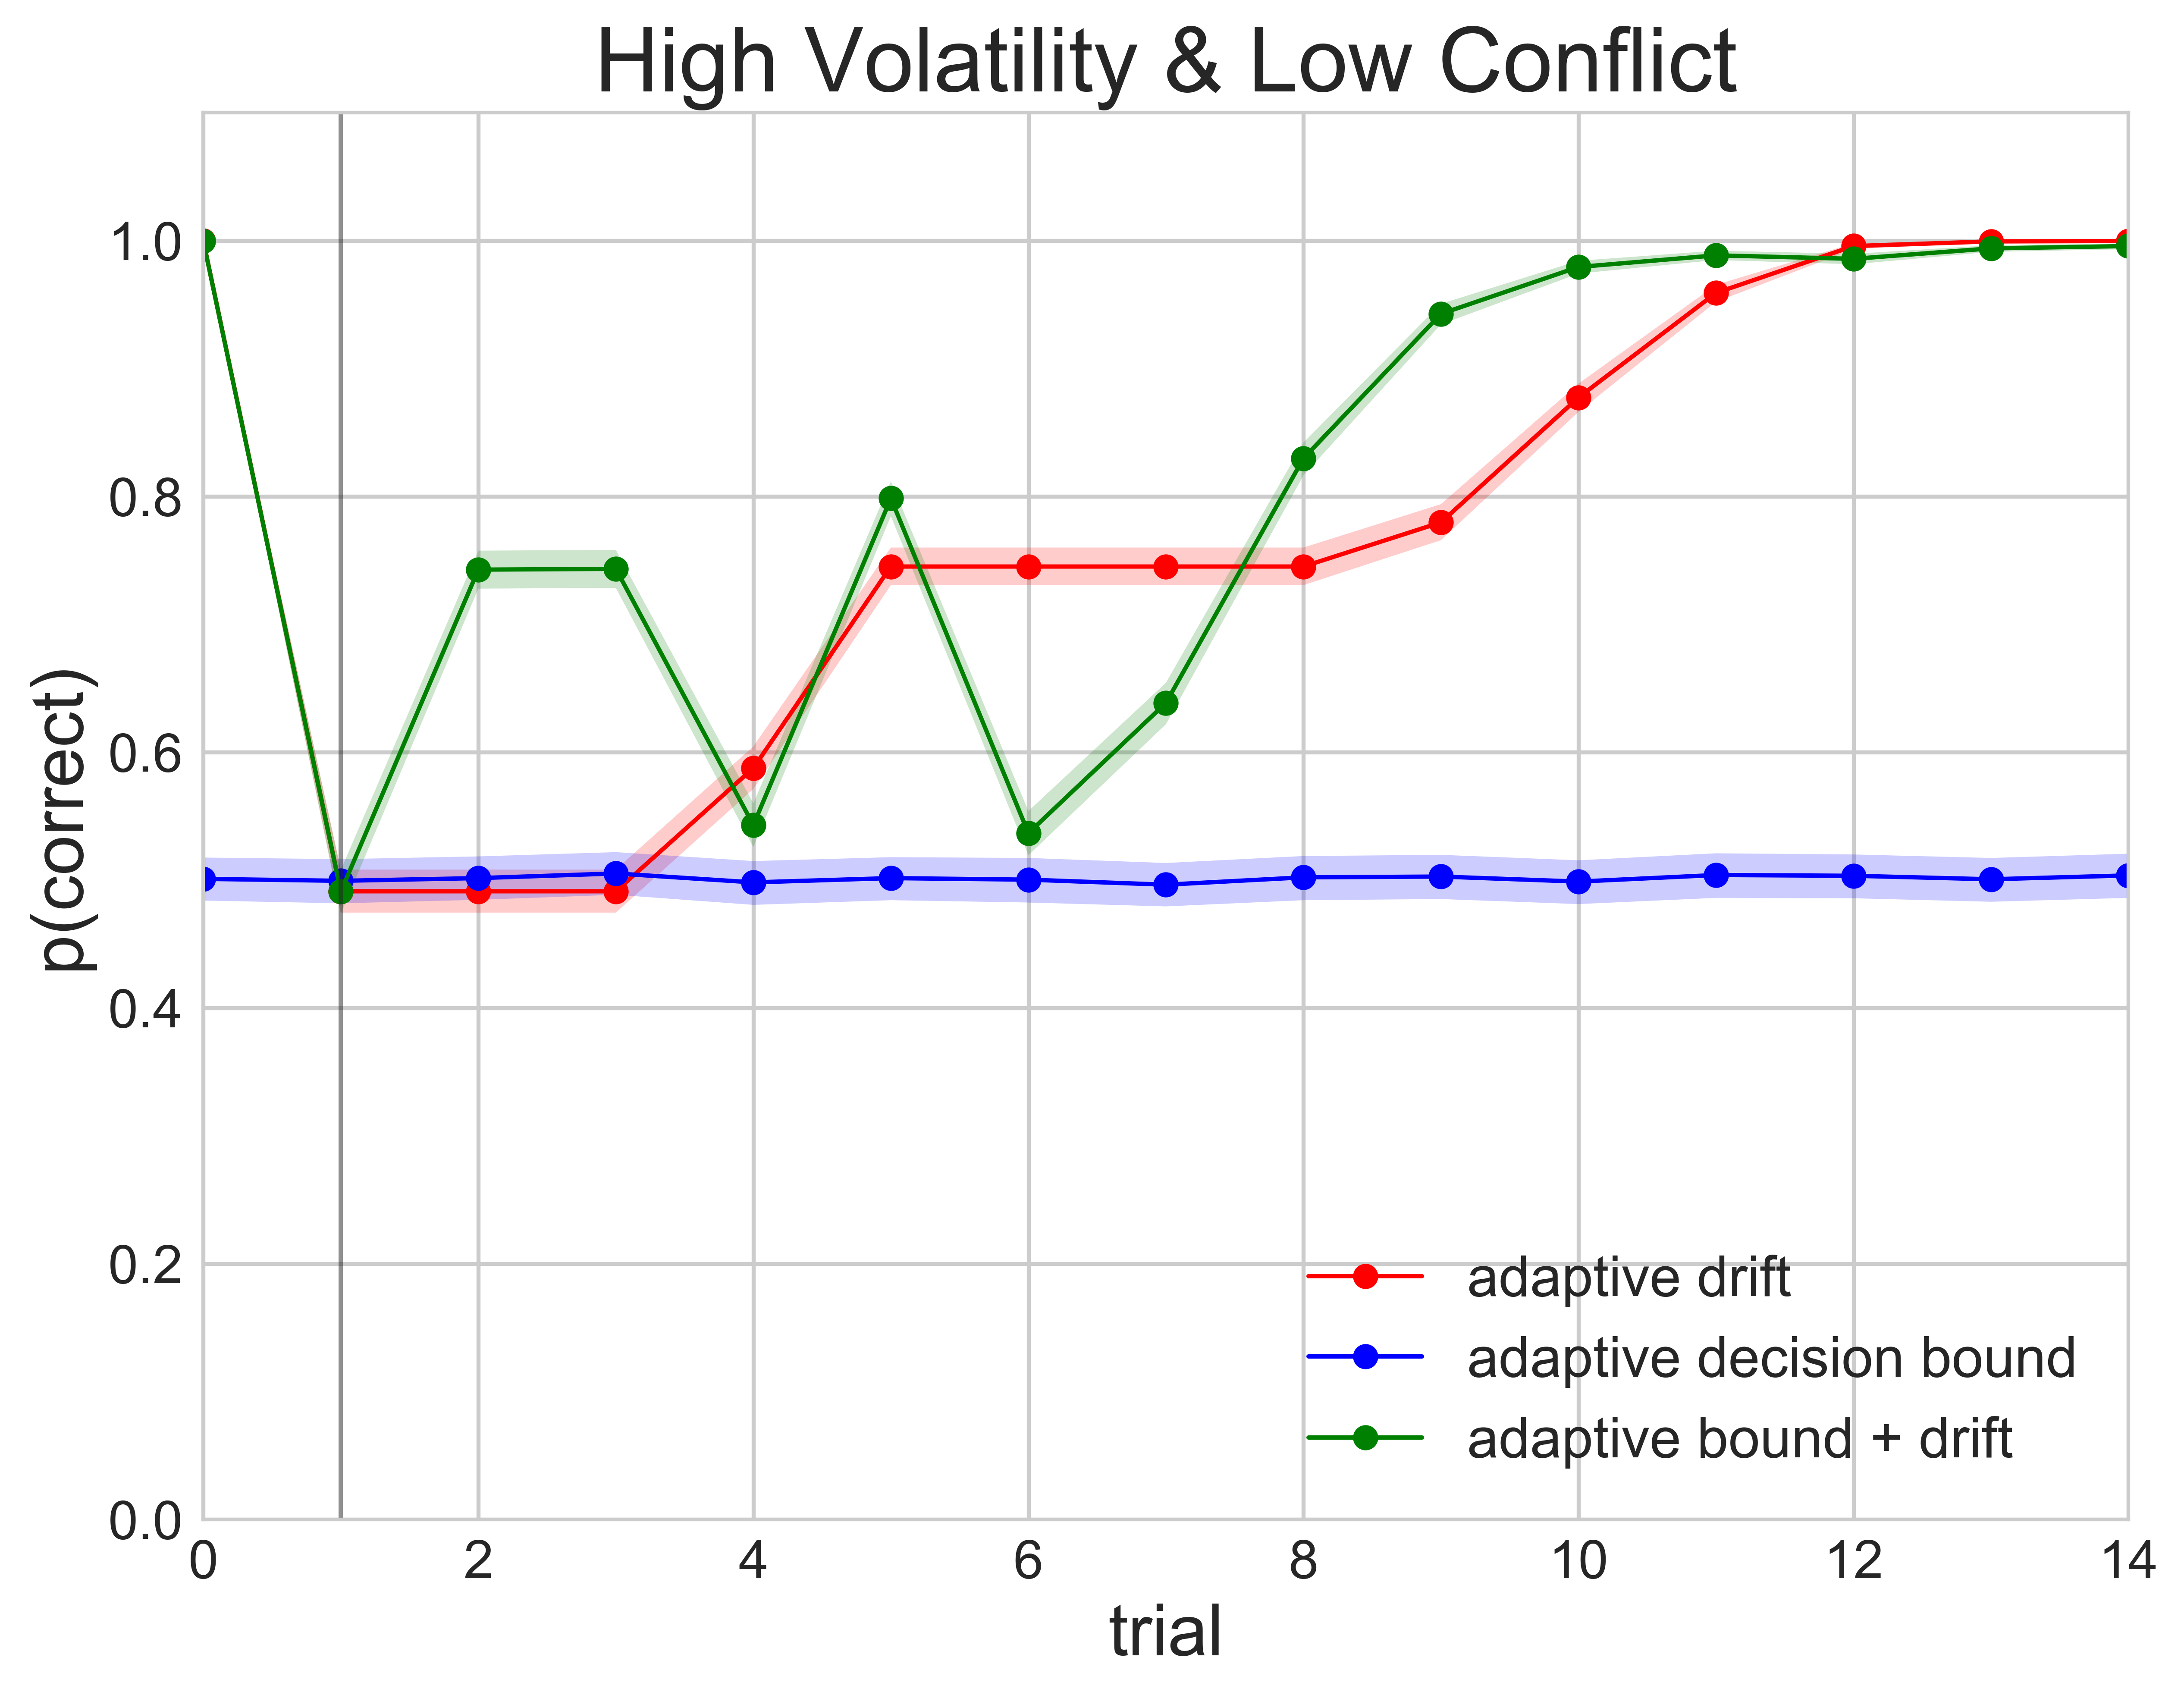 High Volatility & Low Conflict
p(correct)
1.0
0.8
0.6
0.4
0.2
0.0
adaptive drift
adaptive decision bound
adaptive bound + drift
0 2 4 6 8 10 12 14
trial